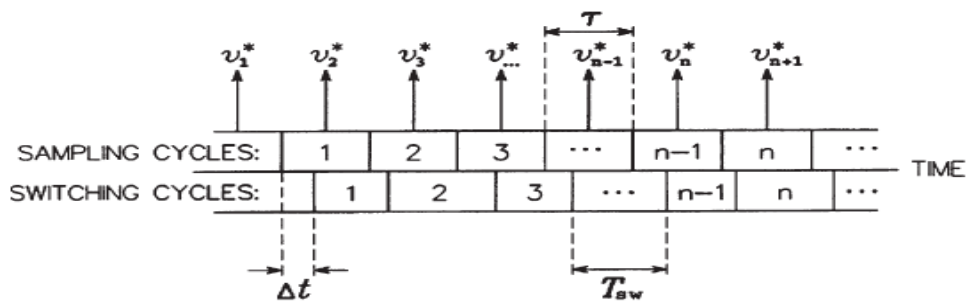 τ
v₁* v₂* v₃* v...* vₙ₋₁* vₙ* vₙ₊₁*
SAMPLING CYCLES: 1 2 3 ··· n−1 n ···
TIME
SWITCHING CYCLES: 1 2 3 ··· n−1 n ···
Δt Tsw